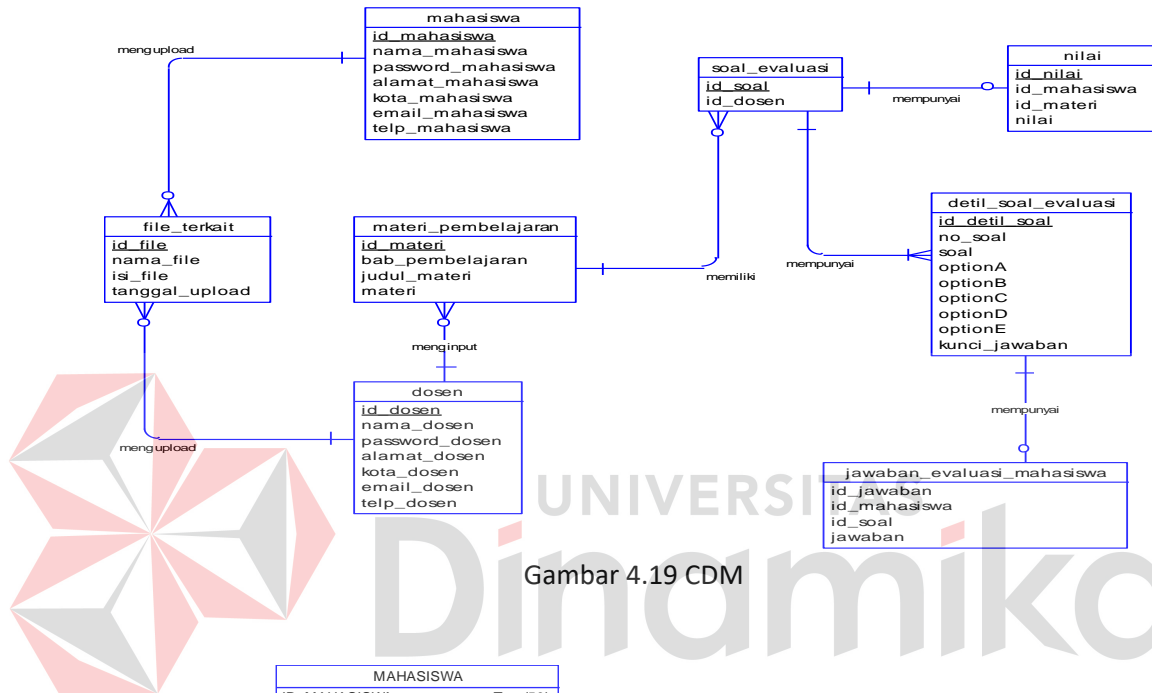 mahasiswa
id_mahasiswa
nama_mahasiswa
password_mahasiswa
alamat_mahasiswa
kota_mahasiswa
email_mahasiswa
telp_mahasiswa
mengupload
soal_evaluasi
id_soal
id_dosen
mempunyai
nilai
id_nilai
id_mahasiswa
id_materi
nilai
file_terkait
id_file
nama_file
isi_file
tanggal_upload
materi_pembelajaran
id_materi
bab_pembelajaran
judul_materi
materi
memiliki
mempunyai
detil_soal_evaluasi
id_detil_soal
no_soal
soal
optionA
optionB
optionC
optionD
optionE
kunci_jawaban
menginput
dosen
id_dosen
nama_dosen
password_dosen
alamat_dosen
kota_dosen
email_dosen
telp_dosen
mengupload
mempunyai
jawaban_evaluasi_mahasiswa
id_jawaban
id_mahasiswa
id_soal
jawaban
UNIVERSITAS
Dinamika
Gambar 4.19 CDM
MAHASISWA